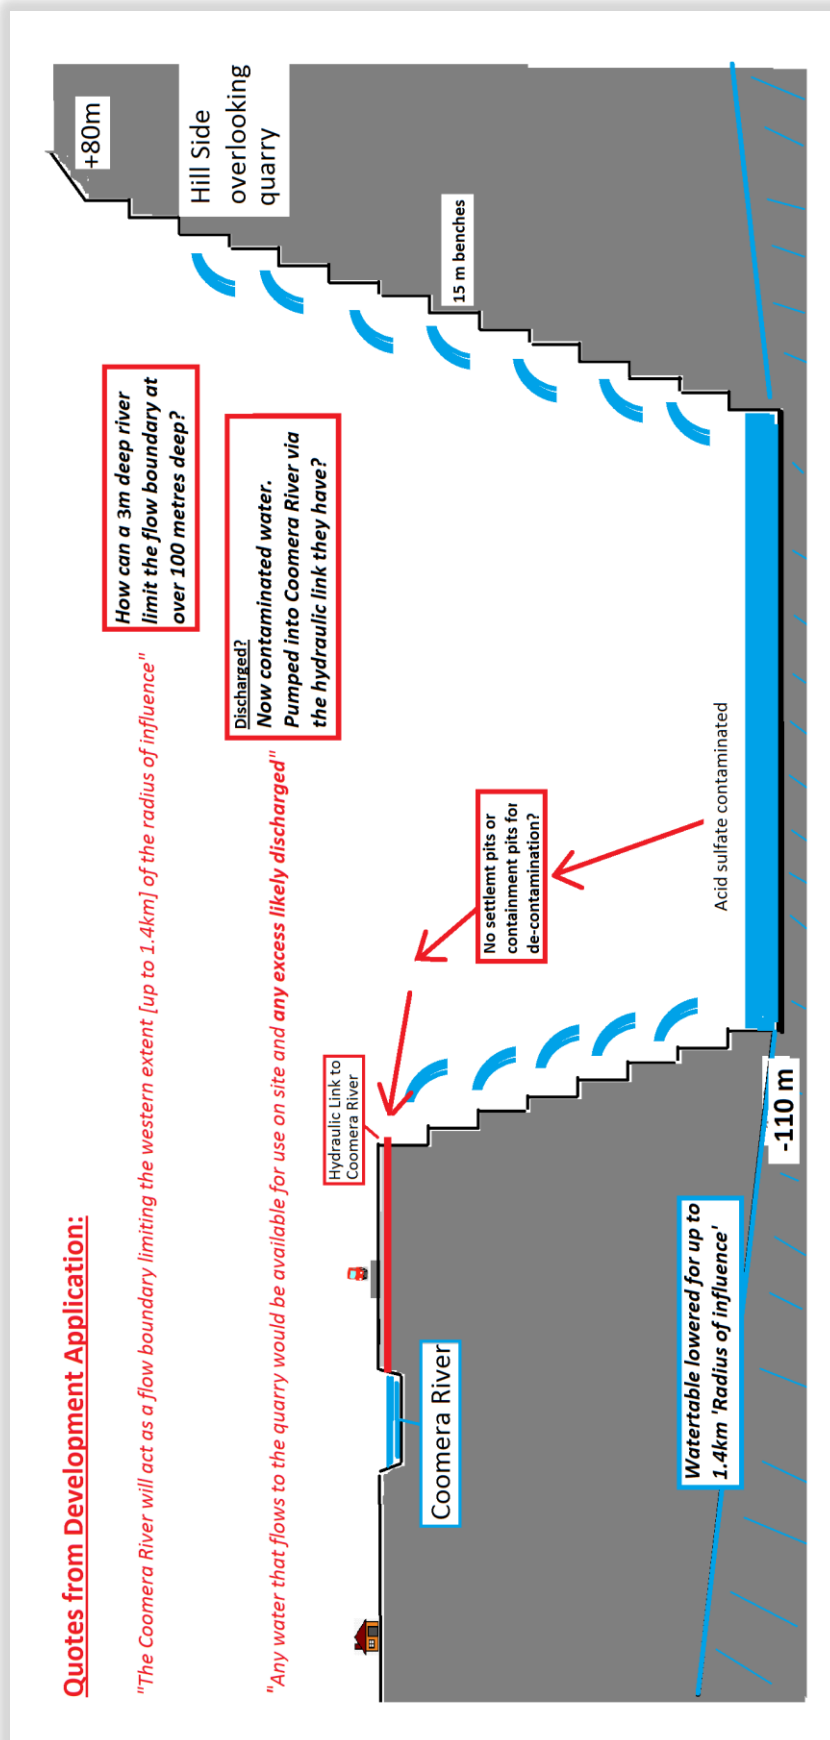 Quotes from Development Application:
"The Coomera River will act as a flow boundary limiting the western extent [up to 1.4km] of the radius of influence"
How can a 3m deep river
limit the flow boundary at
over 100 metres deep?
"Any water that flows to the quarry would be available for use on site and any excess likely discharged"
Discharged?
Now contaminated water.
Pumped into Coomera River via
the hydraulic link they have?
+80m
Hill Side
overlooking
quarry
15 m benches
Hydraulic Link to
Coomera River
No settlemt pits or
containment pits for
de-contamination?
Coomera River
Acid sulfate contaminated
Watertable lowered for up to
1.4km 'Radius of influence'
-110 m